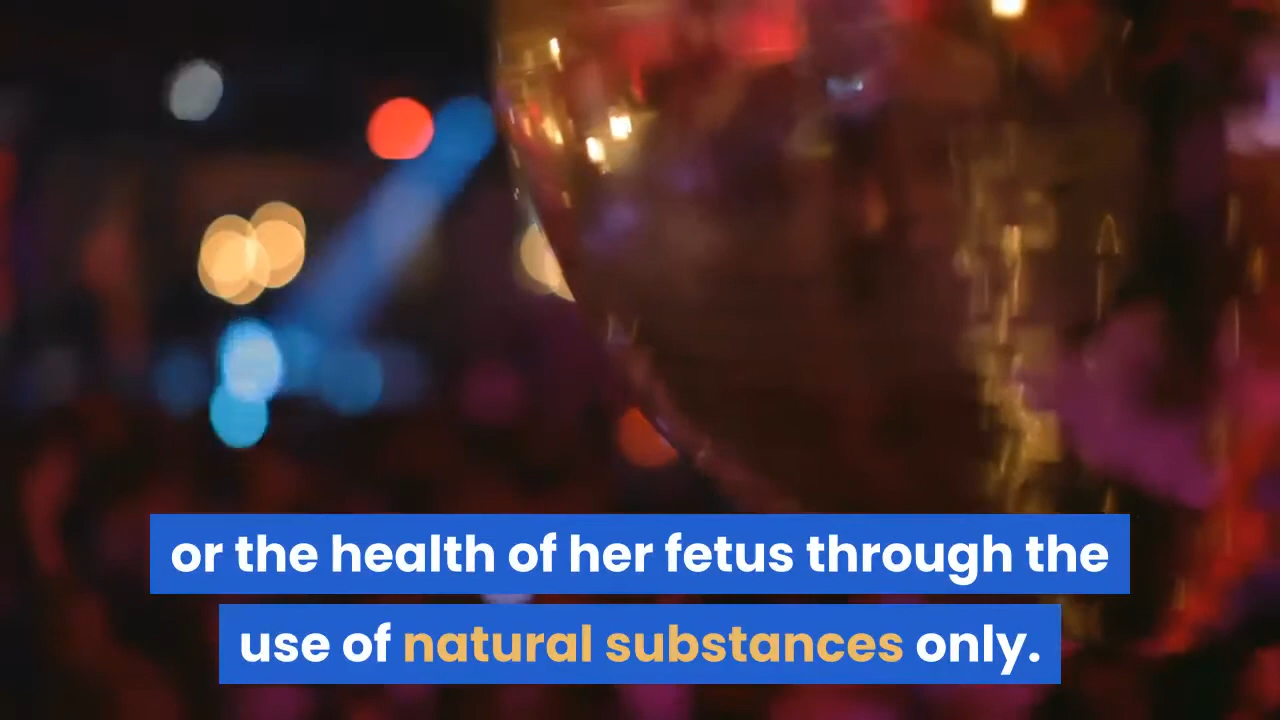 or the health of her fetus through the
use of natural substances only.